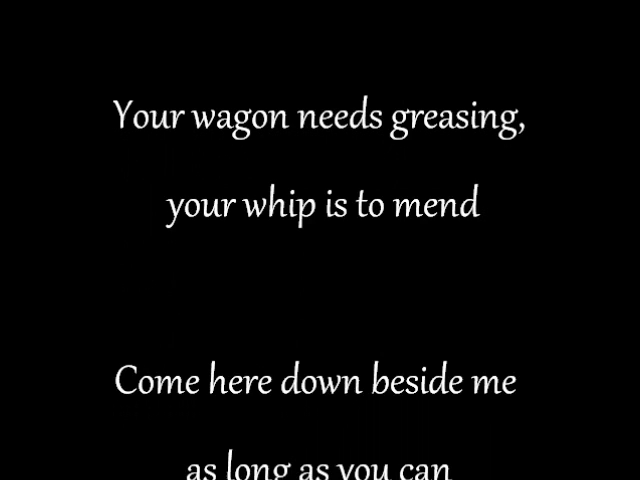 Your wagon needs greasing,
your whip is to mend
Come here down beside me
as long as you can